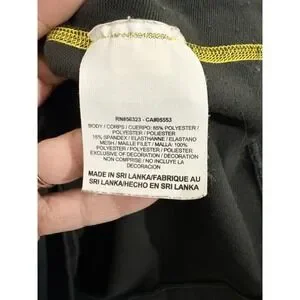 RN#56323 - CA#05553
BODY / CORPS / CUERPO: 85% POLYESTER /
POLYESTER / POLIÉSTER
15% SPANDEX / ELASTHANNE / ELASTANO
MESH / MAILLE FILET / MALLA: 100%
POLYESTER / POLYESTER / POLIÉSTER
EXCLUSIVE OF DECORATION / DÉCORATION
NON COMPRISE / NO INCLUYE LA
DECORACIÓN
MADE IN SRI LANKA/FABRIQUÉ AU
SRI LANKA/HECHO EN SRI LANKA